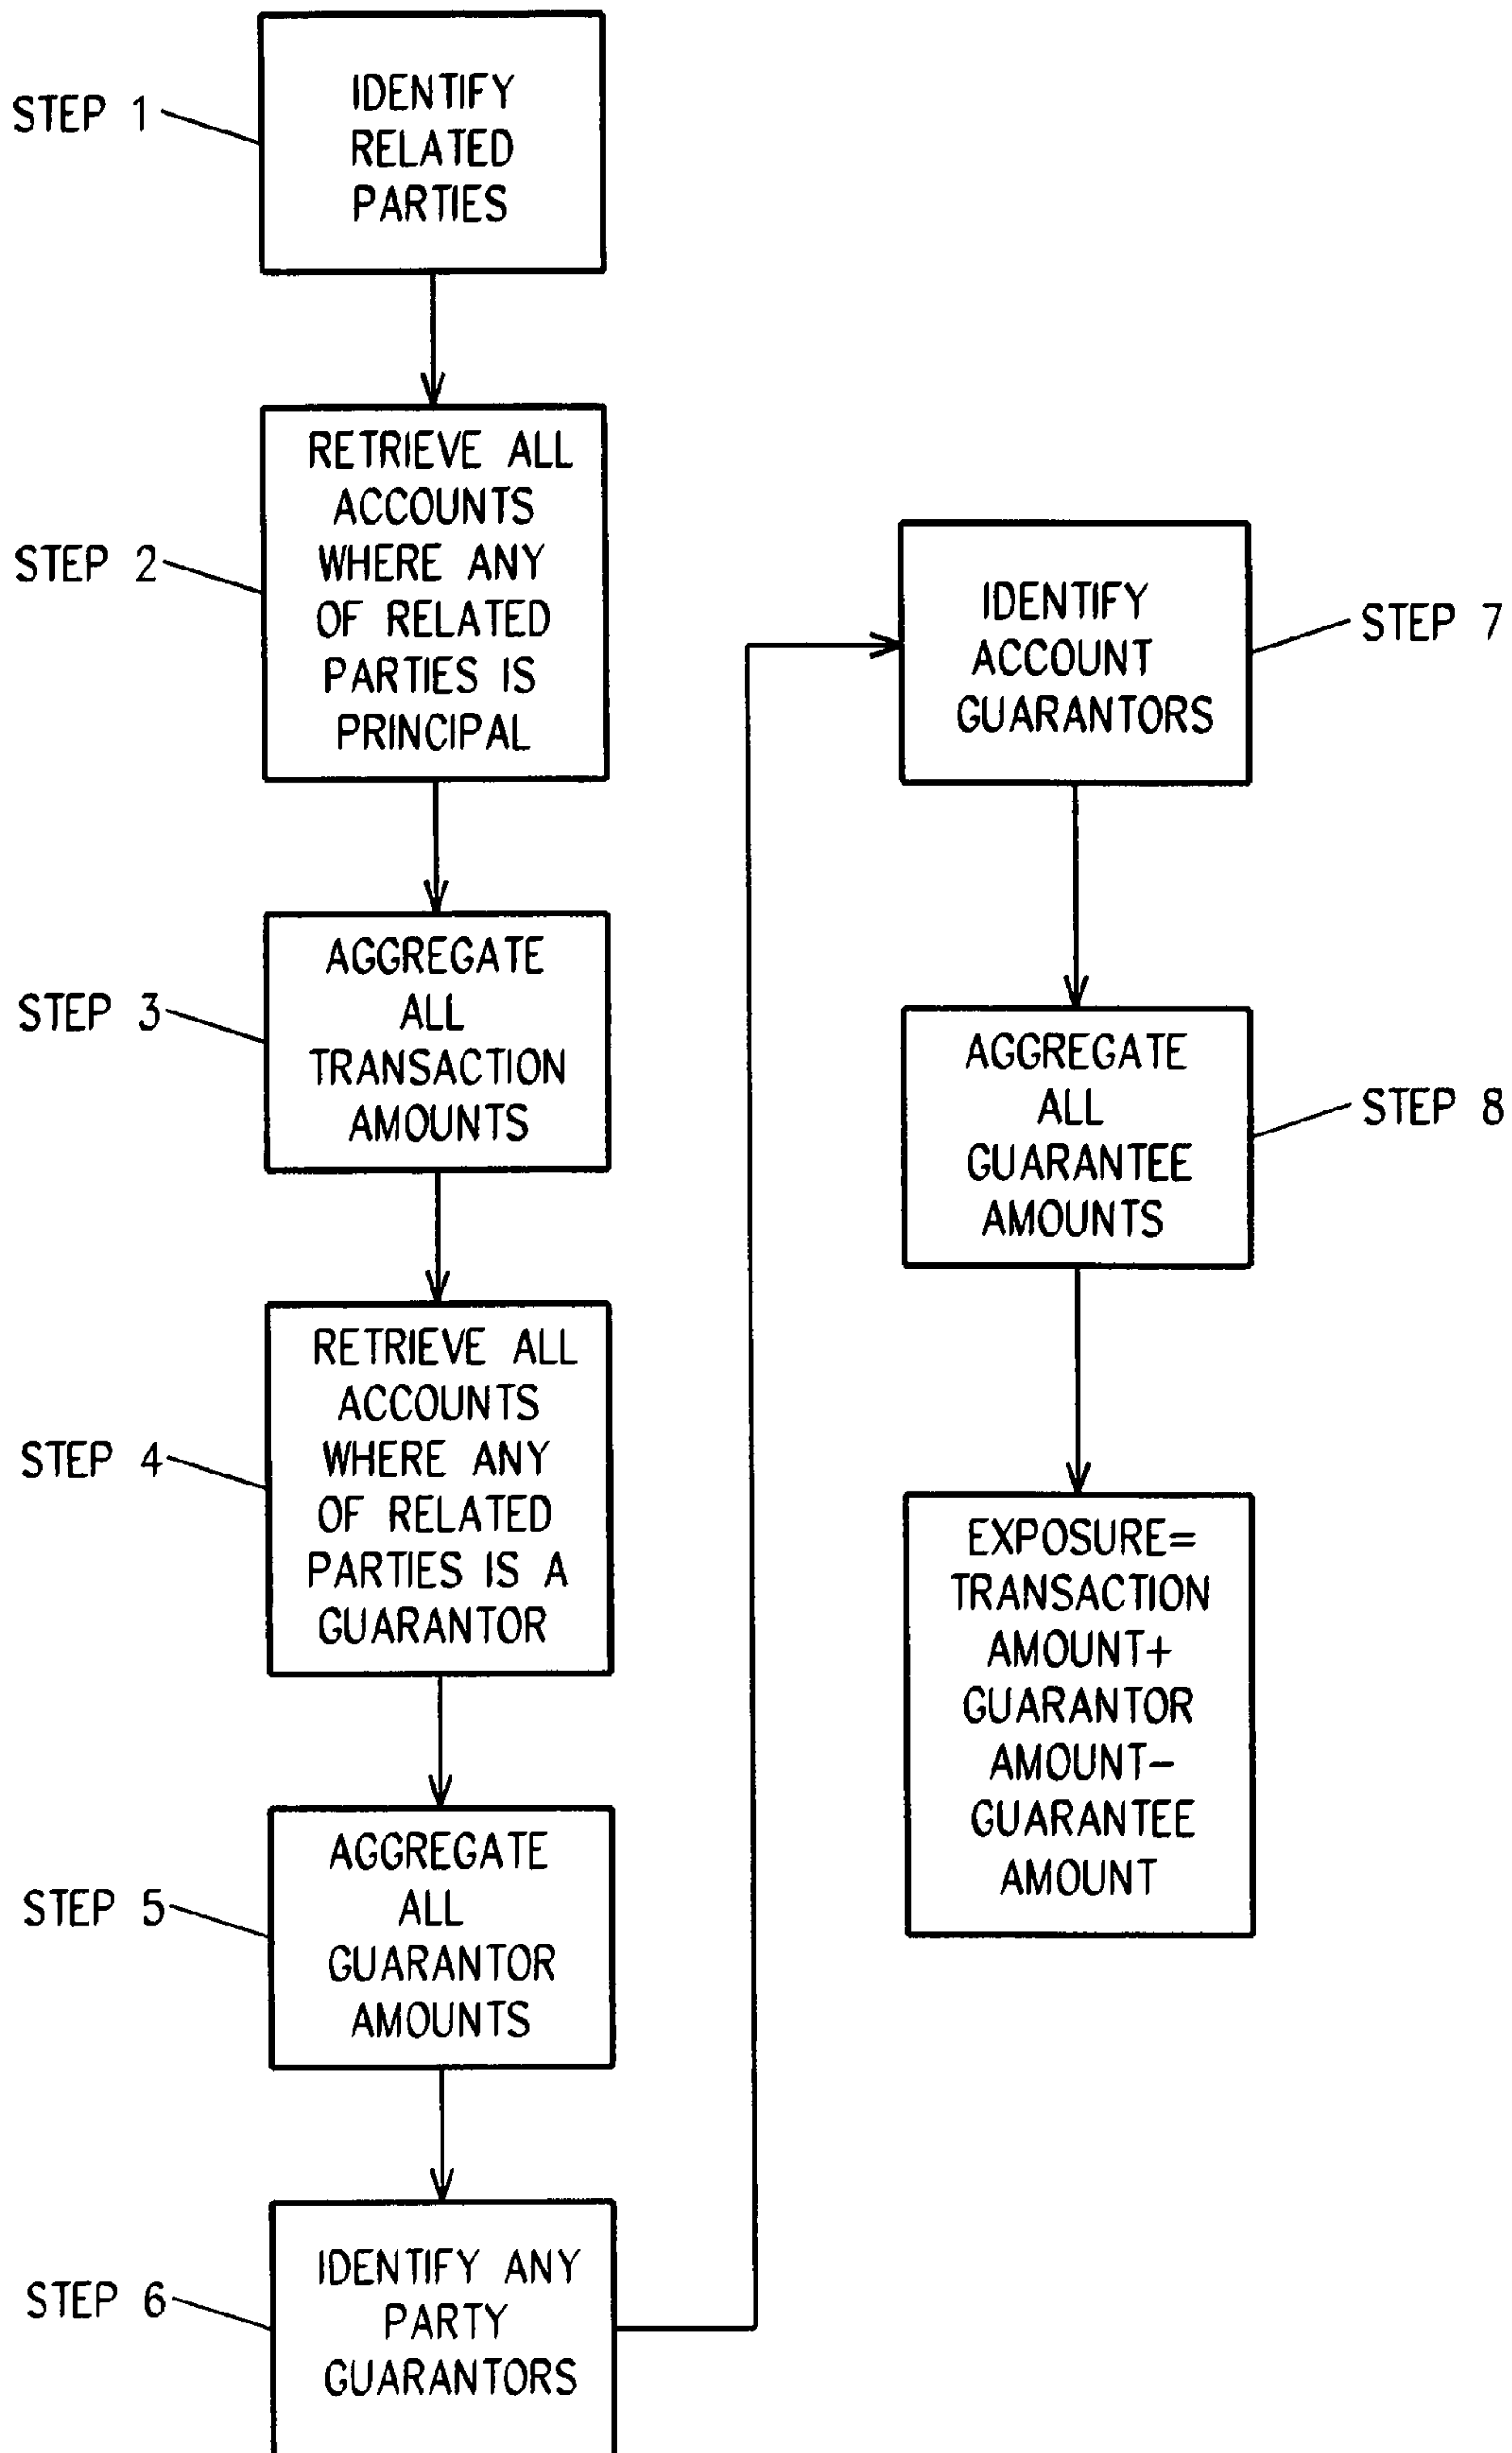 STEP 1
IDENTIFY
RELATED
PARTIES
STEP 2
RETRIEVE ALL
ACCOUNTS
WHERE ANY
OF RELATED
PARTIES IS
PRINCIPAL
STEP 3
AGGREGATE
ALL
TRANSACTION
AMOUNTS
STEP 4
RETRIEVE ALL
ACCOUNTS
WHERE ANY
OF RELATED
PARTIES IS A
GUARANTOR
STEP 5
AGGREGATE
ALL
GUARANTOR
AMOUNTS
STEP 6
IDENTIFY ANY
PARTY
GUARANTORS
IDENTIFY
ACCOUNT
GUARANTORS
STEP 7
AGGREGATE
ALL
GUARANTEE
AMOUNTS
STEP 8
EXPOSURE=
TRANSACTION
AMOUNT+
GUARANTOR
AMOUNT−
GUARANTEE
AMOUNT